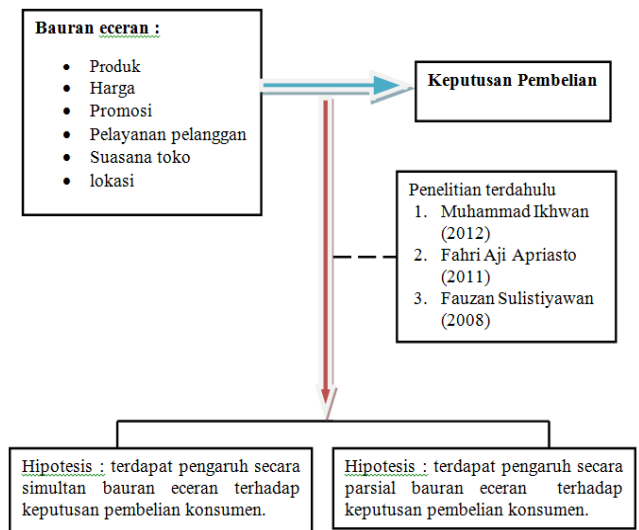 Bauran eceran :
• Produk
• Harga
• Promosi
• Pelayanan pelanggan
• Suasana toko
• lokasi
Keputusan Pembelian
Penelitian terdahulu
1. Muhammad Ikhwan
(2012)
2. Fahri Aji Apriasto
(2011)
3. Fauzan Sulistiyawan
(2008)
Hipotesis : terdapat pengaruh secara
simultan bauran eceran terhadap
keputusan pembelian konsumen.
Hipotesis : terdapat pengaruh secara
parsial bauran eceran terhadap
keputusan pembelian konsumen.